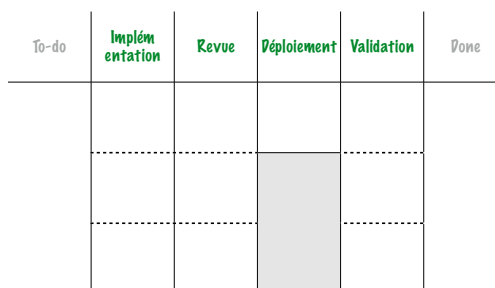 To-do
Implém
entation
Revue
Déploiement
Validation
Done